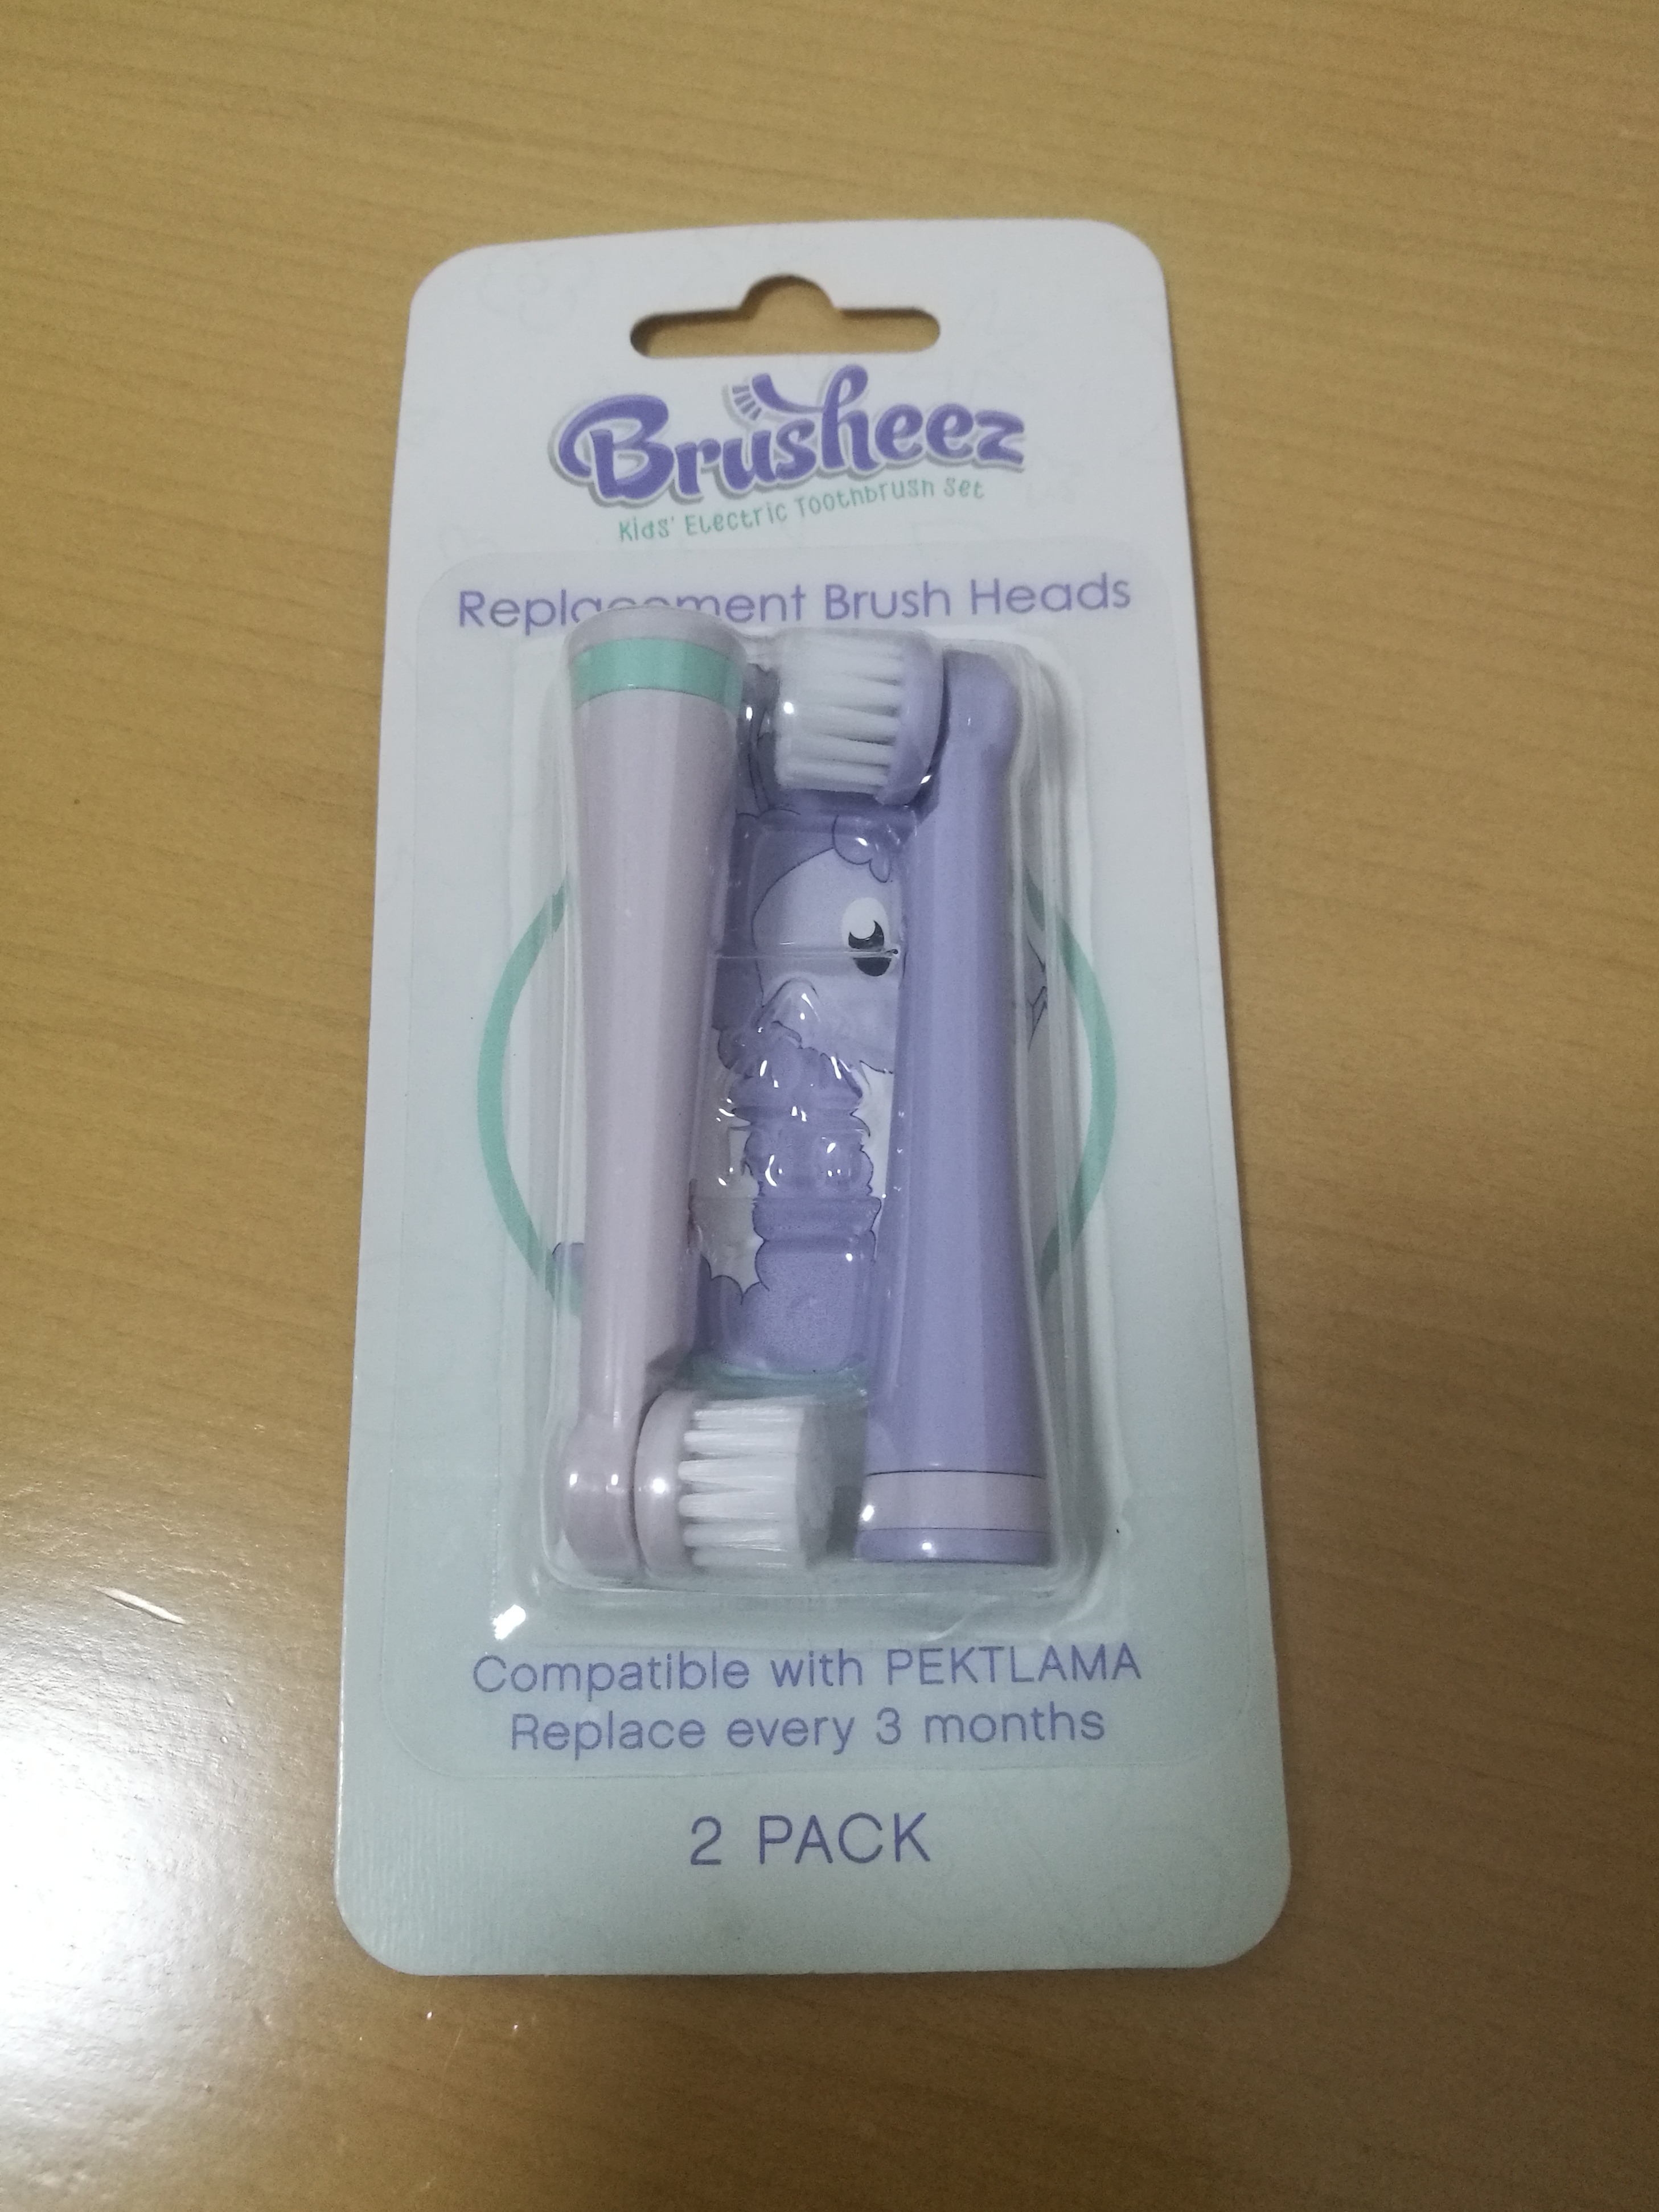 Brusheez
Kids' Electric Toothbrush Set
Replacement Brush Heads
Compatible with PEKTLAMA
Replace every 3 months
2 PACK